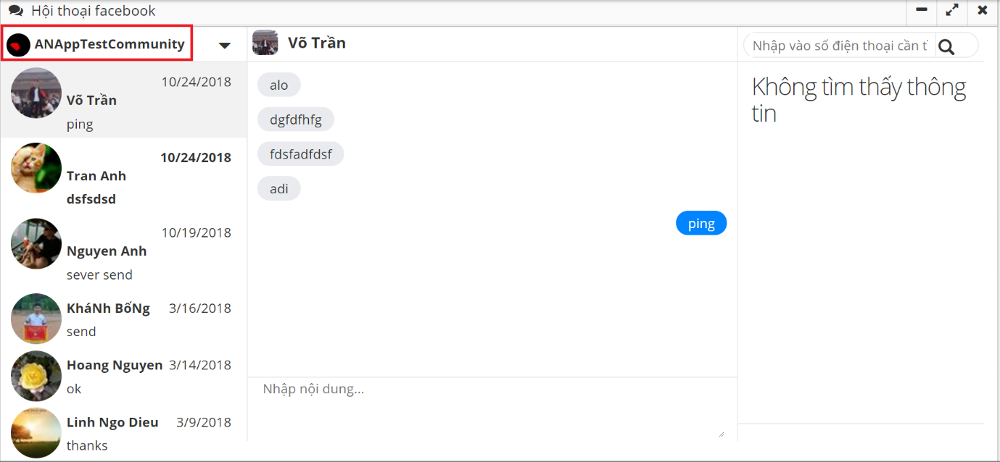 Hội thoại facebook
ANAppTestCommunity
10/24/2018
Võ Trần
ping
10/24/2018
Tran Anh
dsfsdsd
10/19/2018
Nguyen Anh
sever send
KháNh BốNg 3/16/2018
send
Hoang Nguyen 3/14/2018
ok
Linh Ngo Dieu 3/9/2018
thanks
Võ Trần
alo
dgfdfhfg
fdsfadfdsf
adi
ping
Nhập nội dung...
Nhập vào số điện thoại cần
Không tìm thấy thông
tin